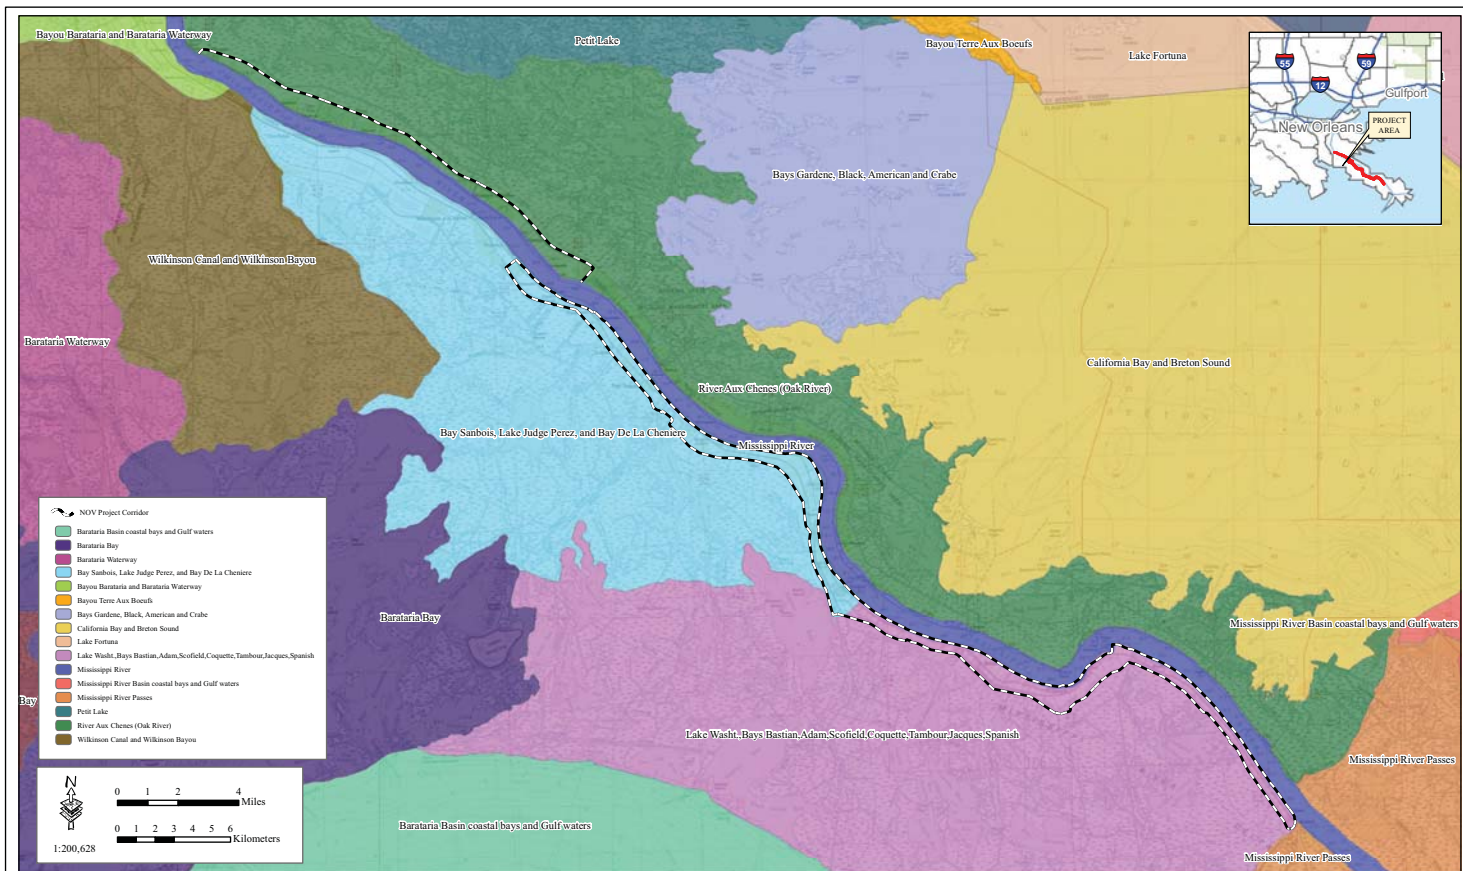 Bayou Barataria and Barataria Waterway
Petit Lake
Bayou Terre Aux Boeufs
Lake Fortuna
55
59
12
Gulfport
New Orleans
PROJECT
AREA
Bays Gardene, Black, American and Crabe
Wilkinson Canal and Wilkinson Bayou
Barataria Waterway
California Bay and Breton Sound
River Aux Chenes (Oak River)
Bay Sanbois, Lake Judge Perez, and Bay De La Cheniere
Mississippi River
Barataria Bay
Mississippi River Basin coastal bays and Gulf waters
Bay
Lake Washt.,Bays Bastian,Adam,Scofield,Coquette,Tambour,Jacques,Spanish
Mississippi River Passes
Barataria Basin coastal bays and Gulf waters
Mississippi River Passes
NOV Project Corridor
Barataria Basin coastal bays and Gulf waters
Barataria Bay
Barataria Waterway
Bay Sanbois, Lake Judge Perez, and Bay De La Cheniere
Bayou Barataria and Barataria Waterway
Bayou Terre Aux Boeufs
Bays Gardene, Black, American and Crabe
California Bay and Breton Sound
Lake Fortuna
Lake Washt.,Bays Bastian,Adam,Scofield,Coquette,Tambour,Jacques,Spanish
Mississippi River
Mississippi River Basin coastal bays and Gulf waters
Mississippi River Passes
Petit Lake
River Aux Chenes (Oak River)
Wilkinson Canal and Wilkinson Bayou
N
0 1 2 4
Miles
0 1 2 3 4 5 6
Kilometers
1:200,628